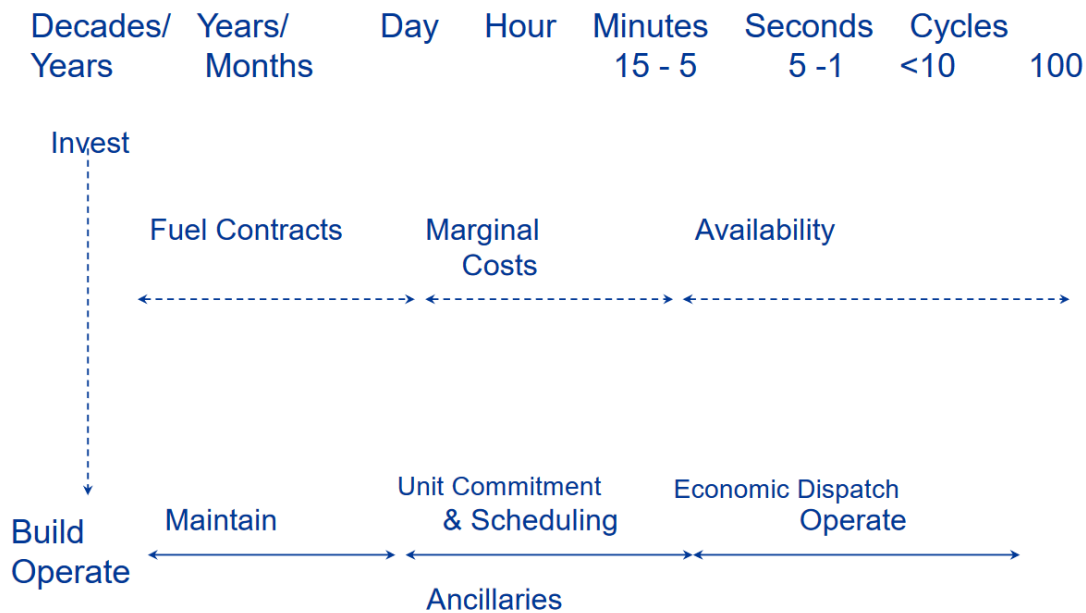 Decades/ Years/ Day Hour Minutes Seconds Cycles
Years Months 15 - 5 5 -1 <10 100
Invest
Fuel Contracts Marginal Availability
Costs
Unit Commitment Economic Dispatch
Maintain & Scheduling Operate
Build
Operate
Ancillaries